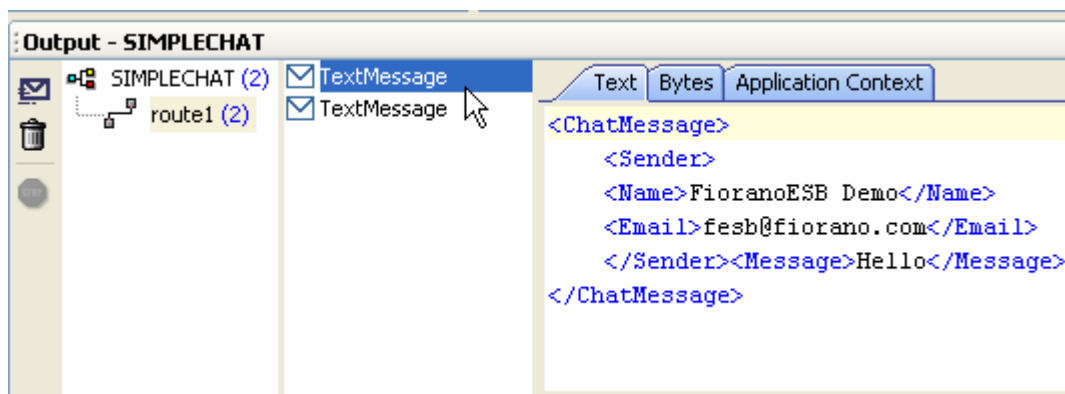 Output - SIMPLECHAT
SIMPLECHAT (2)
route1 (2)
TextMessage
TextMessage
Text Bytes Application Context
<ChatMessage>
<Sender>
<Name>FioranoESB Demo</Name>
<Email>fesb@fiorano.com</Email>
</Sender><Message>Hello</Message>
</ChatMessage>
STOP